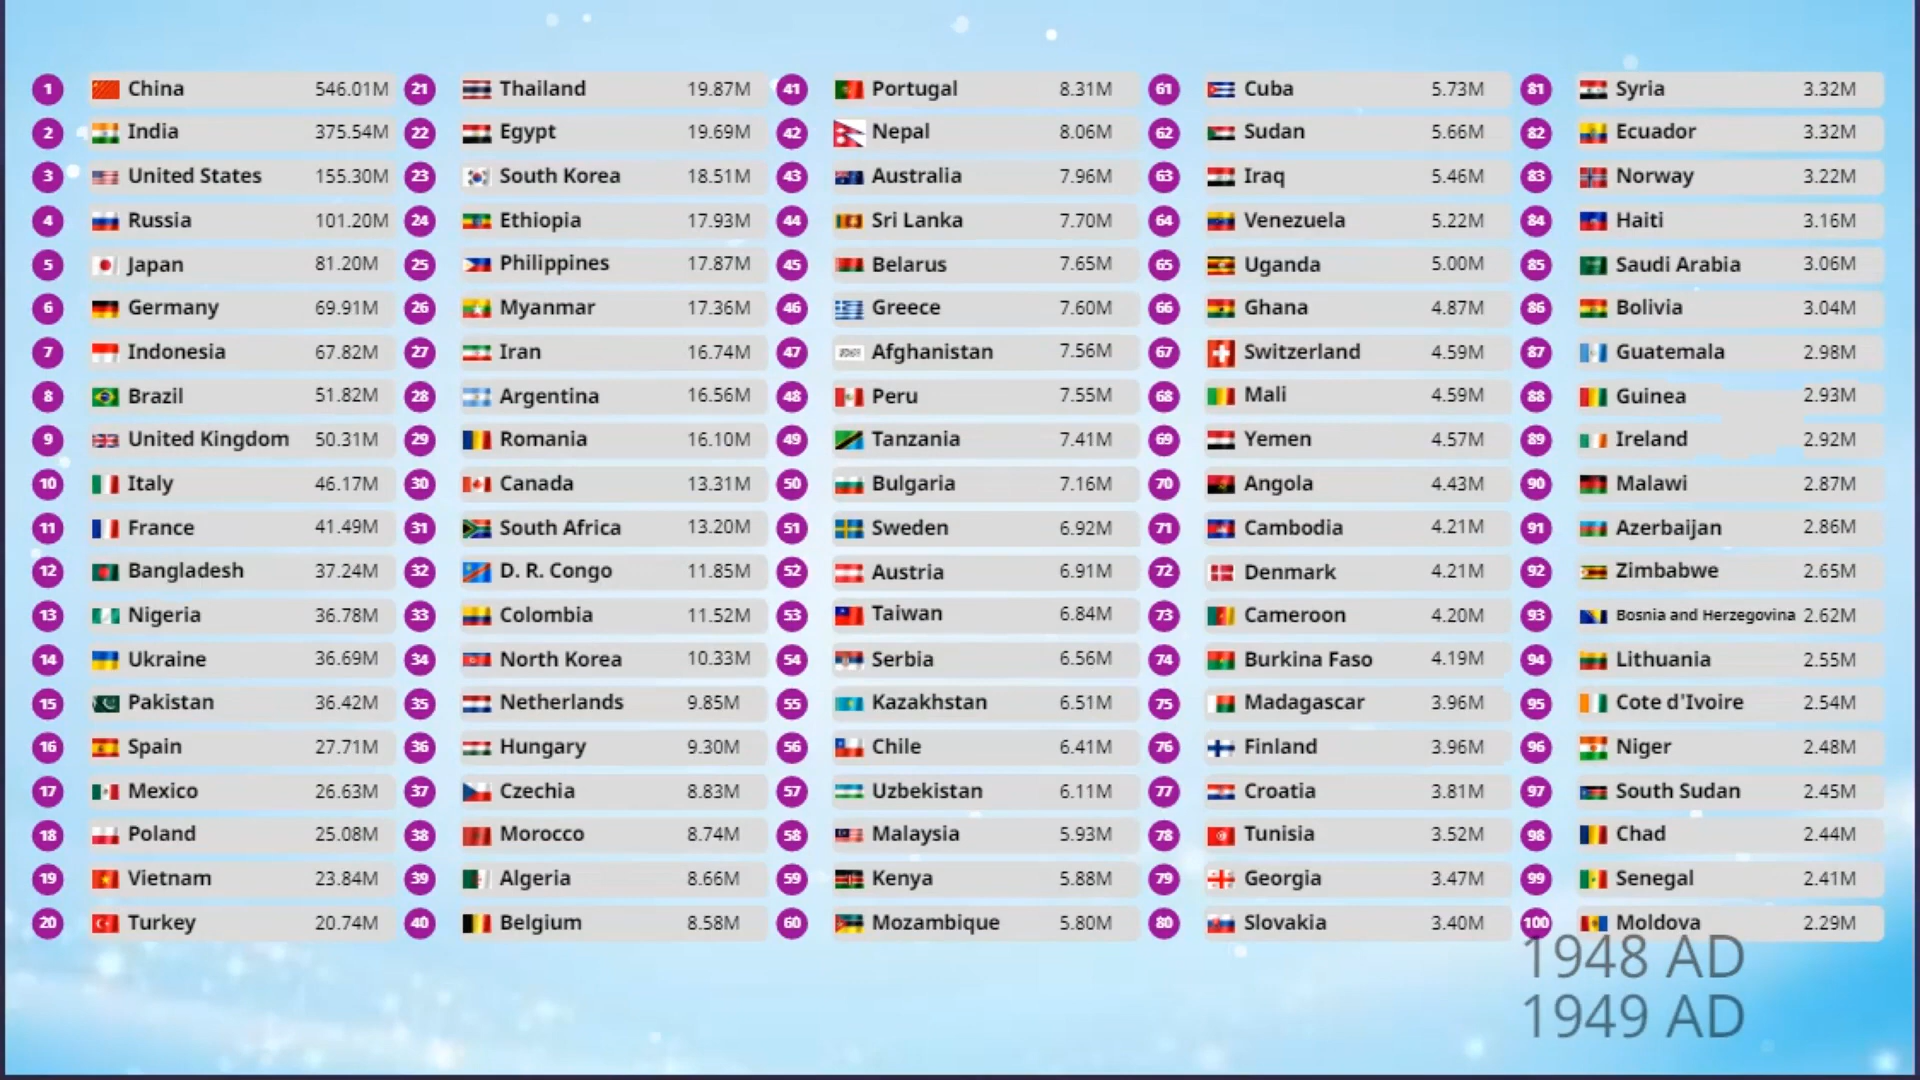 1 China 546.01M
2 India 375.54M
3 United States 155.30M
4 Russia 101.20M
5 Japan 81.20M
6 Germany 69.91M
7 Indonesia 67.82M
8 Brazil 51.82M
9 United Kingdom 50.31M
10 Italy 46.17M
11 France 41.49M
12 Bangladesh 37.24M
13 Nigeria 36.78M
14 Ukraine 36.69M
15 Pakistan 36.42M
16 Spain 27.71M
17 Mexico 26.63M
18 Poland 25.08M
19 Vietnam 23.84M
20 Turkey 20.74M
21 Thailand 19.87M
22 Egypt 19.69M
23 South Korea 18.51M
24 Ethiopia 17.93M
25 Philippines 17.87M
26 Myanmar 17.36M
27 Iran 16.74M
28 Argentina 16.56M
29 Romania 16.10M
30 Canada 13.31M
31 South Africa 13.20M
32 D. R. Congo 11.85M
33 Colombia 11.52M
34 North Korea 10.33M
35 Netherlands 9.85M
36 Hungary 9.30M
37 Czechia 8.83M
38 Morocco 8.74M
39 Algeria 8.66M
40 Belgium 8.58M
41 Portugal 8.31M
42 Nepal 8.06M
43 Australia 7.96M
44 Sri Lanka 7.70M
45 Belarus 7.65M
46 Greece 7.60M
47 Afghanistan 7.56M
48 Peru 7.55M
49 Tanzania 7.41M
50 Bulgaria 7.16M
51 Sweden 6.92M
52 Austria 6.91M
53 Taiwan 6.84M
54 Serbia 6.56M
55 Kazakhstan 6.51M
56 Chile 6.41M
57 Uzbekistan 6.11M
58 Malaysia 5.93M
59 Kenya 5.88M
60 Mozambique 5.80M
61 Cuba 5.73M
62 Sudan 5.66M
63 Iraq 5.46M
64 Venezuela 5.22M
65 Uganda 5.00M
66 Ghana 4.87M
67 Switzerland 4.59M
68 Mali 4.59M
69 Yemen 4.57M
70 Angola 4.43M
71 Cambodia 4.21M
72 Denmark 4.21M
73 Cameroon 4.20M
74 Burkina Faso 4.19M
75 Madagascar 3.96M
76 Finland 3.96M
77 Croatia 3.81M
78 Tunisia 3.52M
79 Georgia 3.47M
80 Slovakia 3.40M
81 Syria 3.32M
82 Ecuador 3.32M
83 Norway 3.22M
84 Haiti 3.16M
85 Saudi Arabia 3.06M
86 Bolivia 3.04M
87 Guatemala 2.98M
88 Guinea 2.93M
89 Ireland 2.92M
90 Malawi 2.87M
91 Azerbaijan 2.86M
92 Zimbabwe 2.65M
93 Bosnia and Herzegovina 2.62M
94 Lithuania 2.55M
95 Cote d'Ivoire 2.54M
96 Niger 2.48M
97 South Sudan 2.45M
98 Chad 2.44M
99 Senegal 2.41M
100 Moldova 2.29M
1948 AD
1949 AD